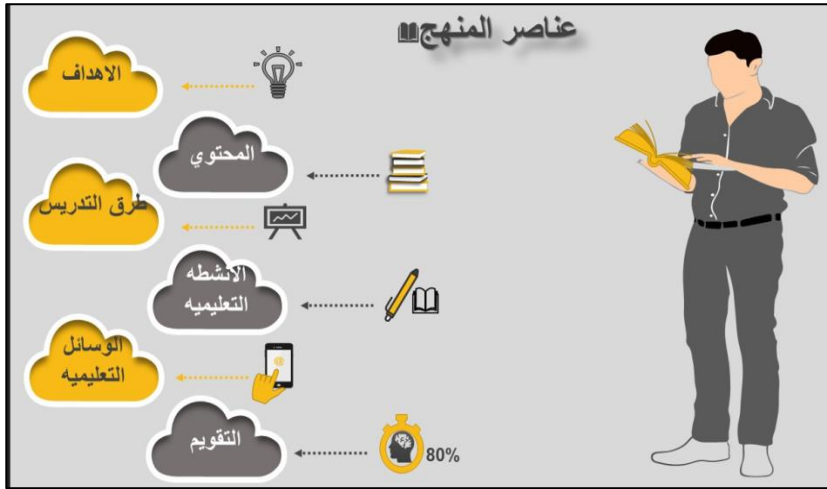 عناصر المنهج
الاهداف
المحتوي
طرق التدريس
الانشطه
التعليميه
الوسائل
التعليميه
التقويم
80%